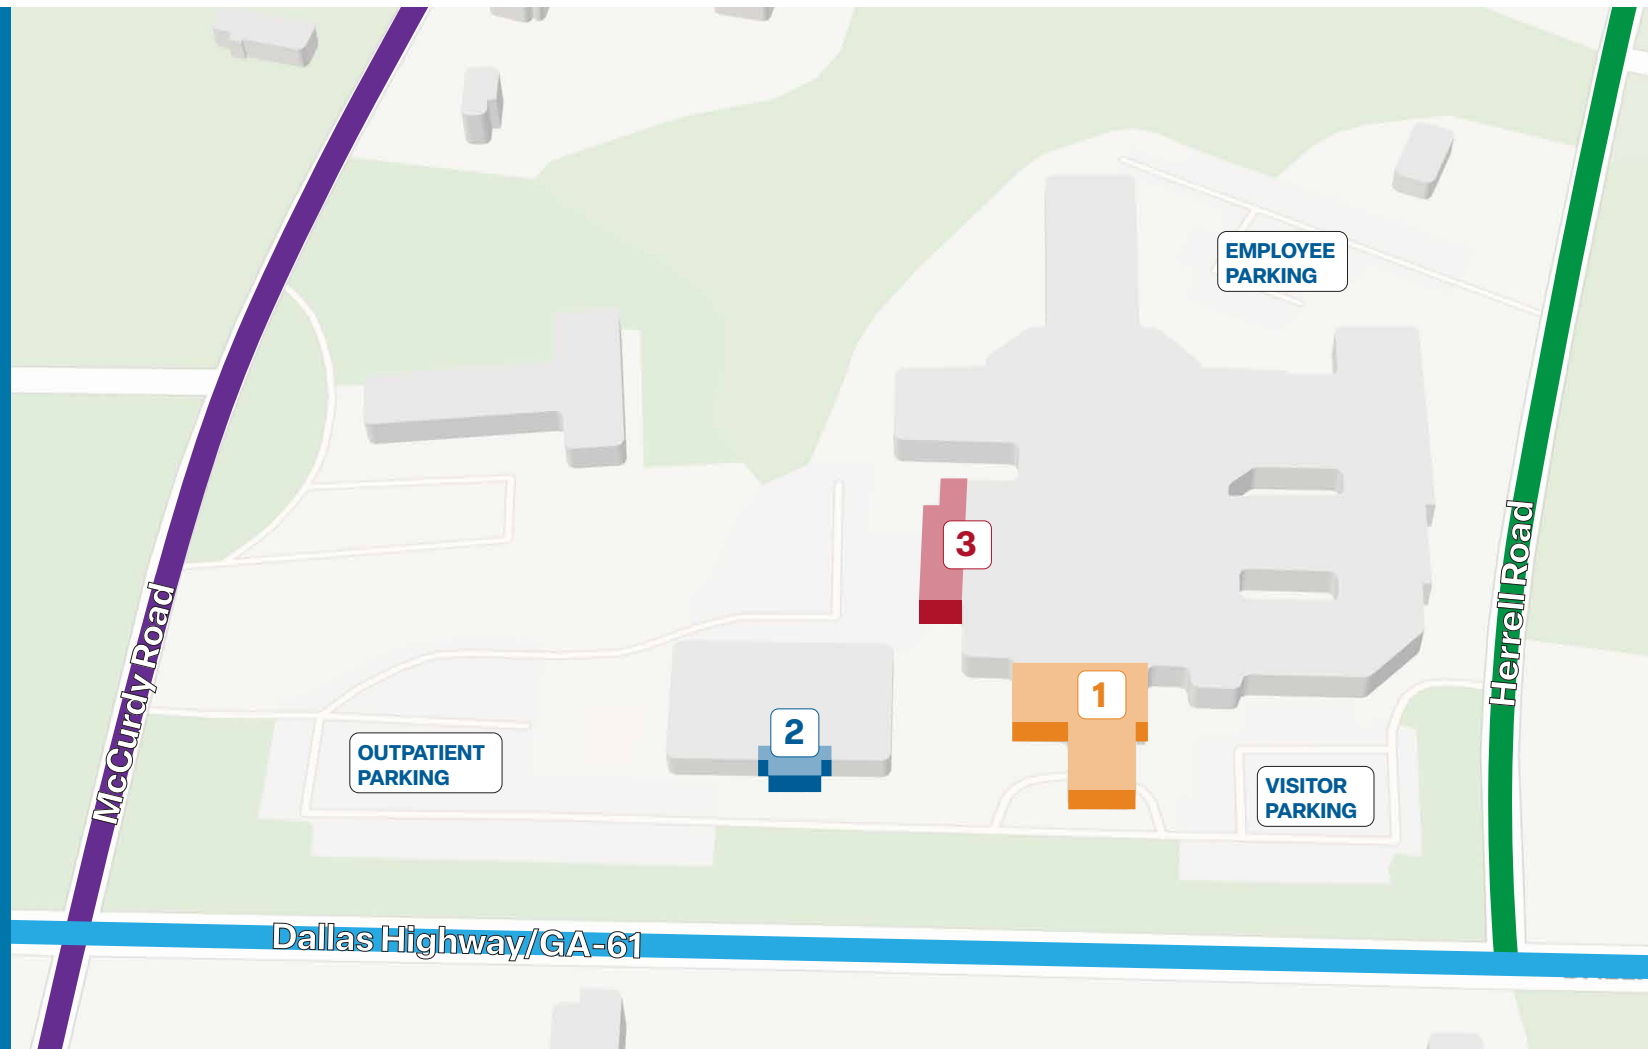 EMPLOYEE
PARKING
3
Herrell Road
McCurdy Road
1
2
OUTPATIENT
PARKING
VISITOR
PARKING
Dallas Highway/GA-61